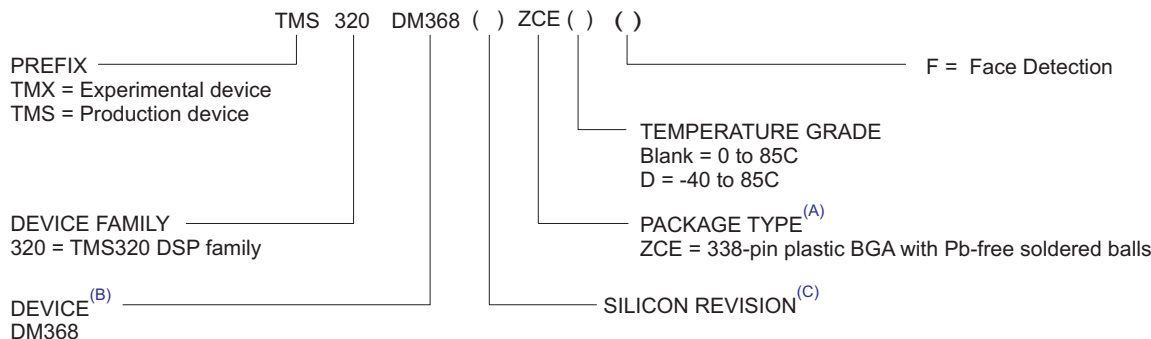 TMS 320 DM368 ( ) ZCE ( ) ( )
PREFIX
TMX = Experimental device
TMS = Production device
F = Face Detection
TEMPERATURE GRADE
Blank = 0 to 85C
D = -40 to 85C
DEVICE FAMILY
320 = TMS320 DSP family
PACKAGE TYPE(A)
ZCE = 338-pin plastic BGA with Pb-free soldered balls
DEVICE(B)
DM368
SILICON REVISION(C)